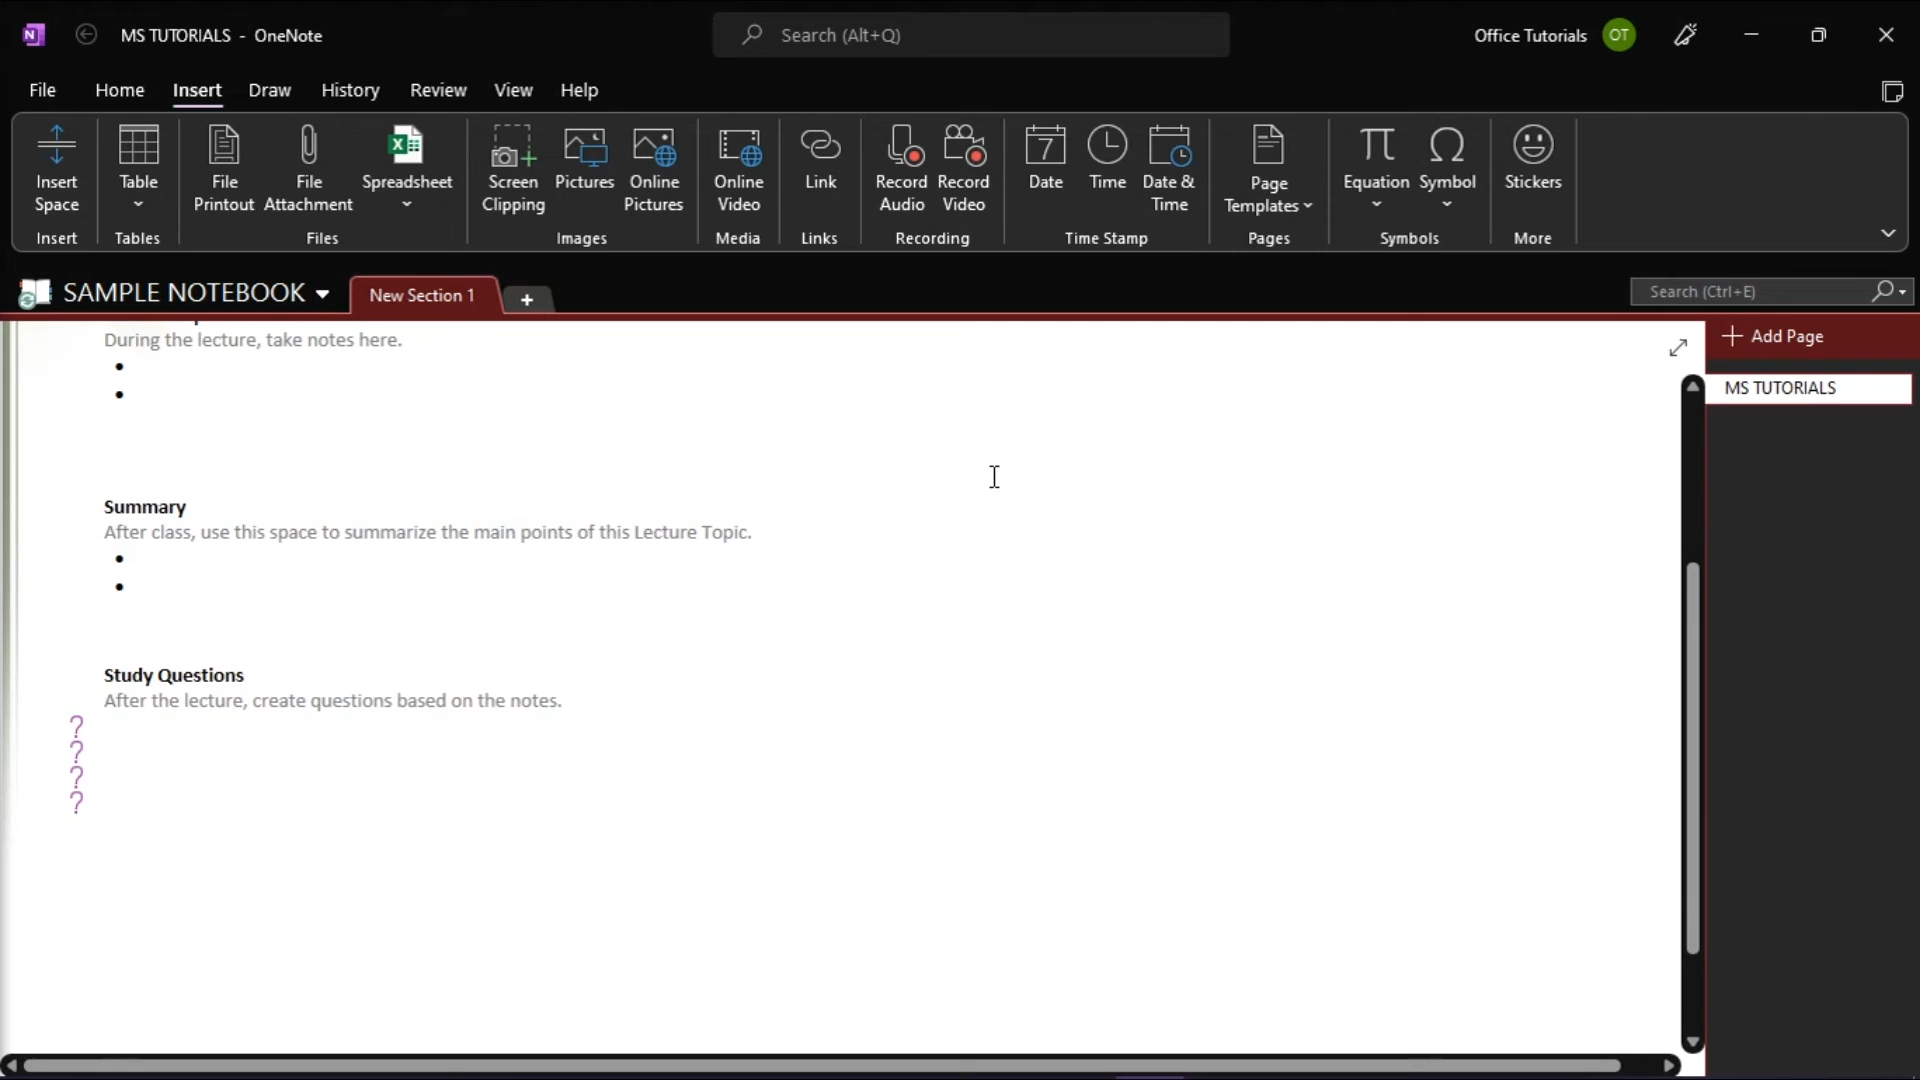 MS TUTORIALS - OneNote
Search (Alt+Q)
Office Tutorials
OT
File
Home
Insert
Draw
History
Review
View
Help
Insert Space
Table
File Printout
File Attachment
Spreadsheet
Screen Clipping
Pictures
Online Pictures
Online Video
Link
Record Audio
Record Video
7
Date
Time
Date & Time
Page Templates
Equation
Symbol
Stickers
Insert
Tables
Files
Images
Media
Links
Recording
Time Stamp
Pages
Symbols
More
SAMPLE NOTEBOOK
New Section 1
Search (Ctrl+E)
Add Page
MS TUTORIALS
During the lecture, take notes here.
Summary
After class, use this space to summarize the main points of this Lecture Topic.
Study Questions
After the lecture, create questions based on the notes.
?
?
?
?